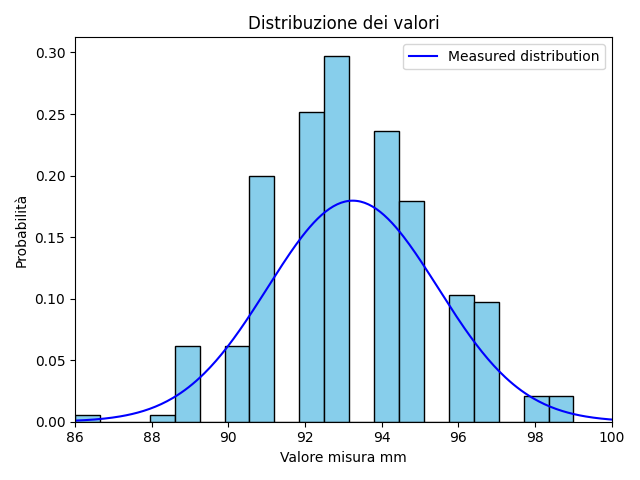 Distribuzione dei valori
Measured distribution
0.30
0.25
0.20
0.15
0.10
0.05
0.00
Probabilità
86 88 90 92 94 96 98 100
Valore misura mm